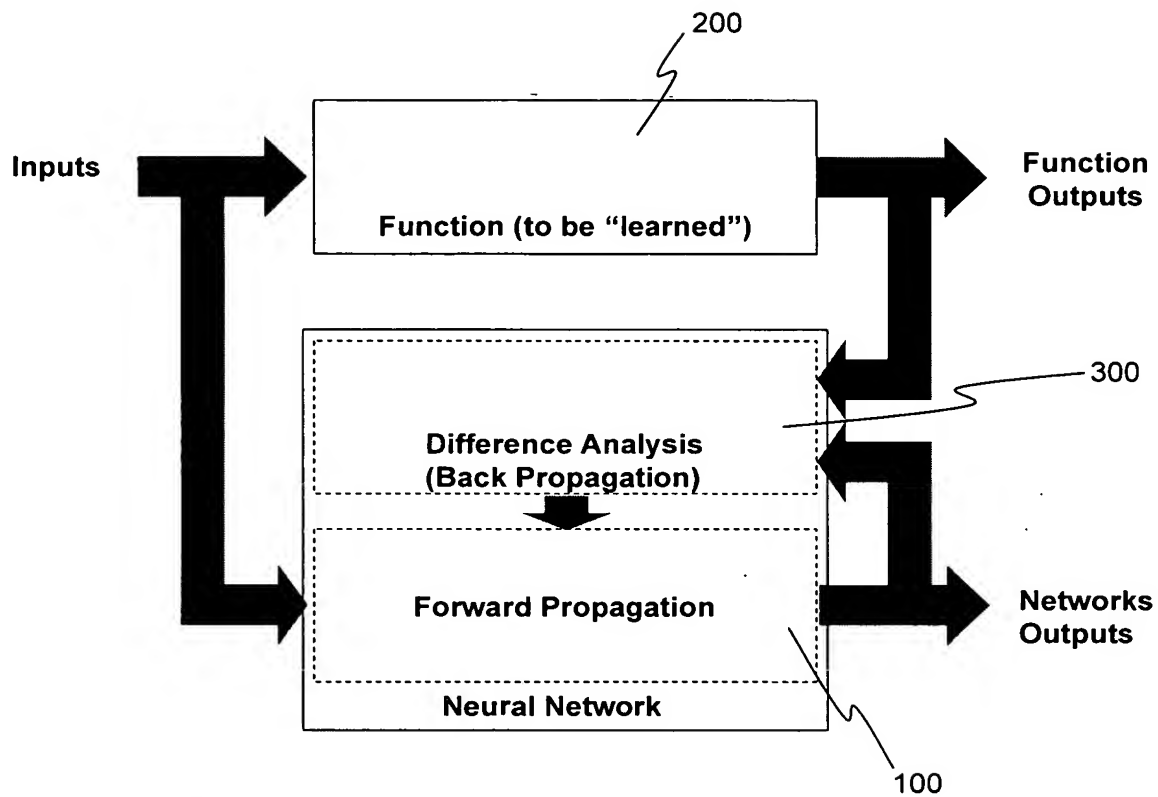 200
Inputs
Function
Outputs
Function (to be “learned”)
300
Difference Analysis
(Back Propagation)
Forward Propagation
Networks
Outputs
Neural Network
100